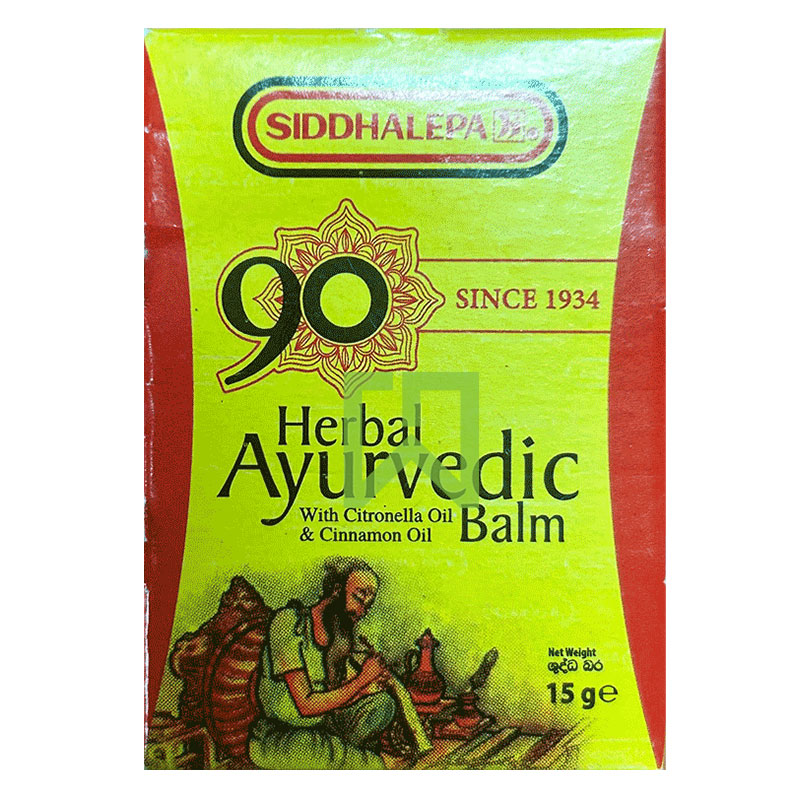 SIDDHALEPA
90
SINCE 1934
Herbal
Ayurvedic
With Citronella Oil
& Cinnamon Oil
Balm
Net Weight
ශුද්ධ බර
15 g℮